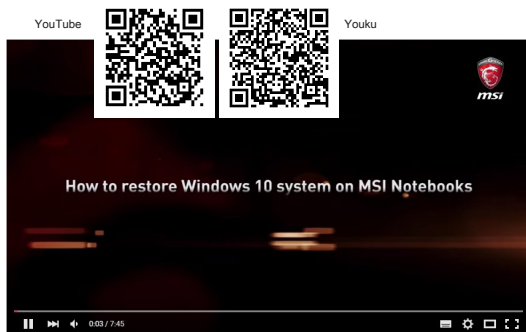 YouTube
Youku
msi
How to restore Windows 10 system on MSI Notebooks
0:03 / 7:45